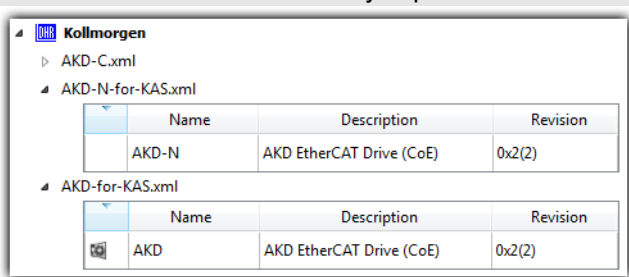 DHR Kollmorgen
AKD-C.xml
AKD-N-for-KAS.xml
Name Description Revision
AKD-N AKD EtherCAT Drive (CoE) 0x2(2)
AKD-for-KAS.xml
Name Description Revision
AKD AKD EtherCAT Drive (CoE) 0x2(2)